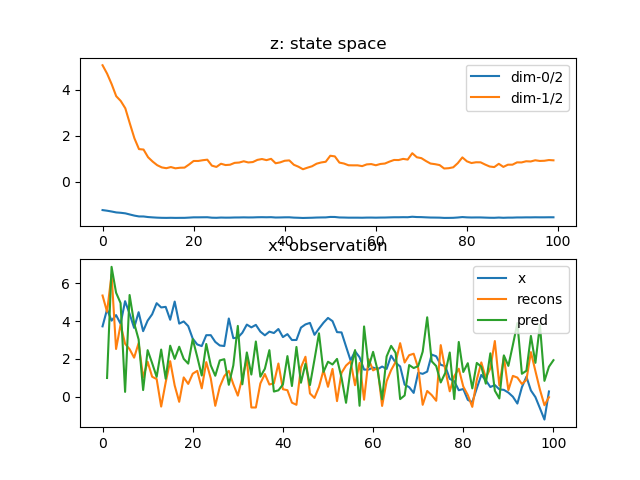 z: state space
dim-0/2
dim-1/2
4
2
0
0 20 40 60 80 100
x: observation
x
recons
pred
6
4
2
0
0 20 40 60 80 100